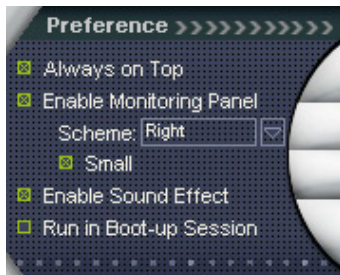 Preference >>>>>>>>>>>
Always on Top
Enable Monitoring Panel
Scheme: Right
Small
Enable Sound Effect
Run in Boot-up Session